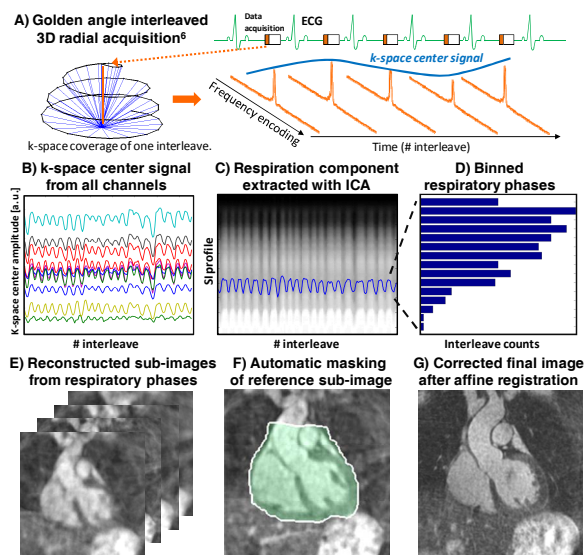 A) Golden angle interleaved
3D radial acquisition6
Data
acquisition
ECG
k-space center signal
Frequency encoding
k-space coverage of one interleave.
Time (# interleave)
B) k-space center signal
from all channels
C) Respiration component
extracted with ICA
D) Binned
respiratory phases
K-space center amplitude [a.u.]
SI profile
# interleave
# interleave
Interleave counts
E) Reconstructed sub-images
from respiratory phases
F) Automatic masking
of reference sub-image
G) Corrected final image
after affine registration